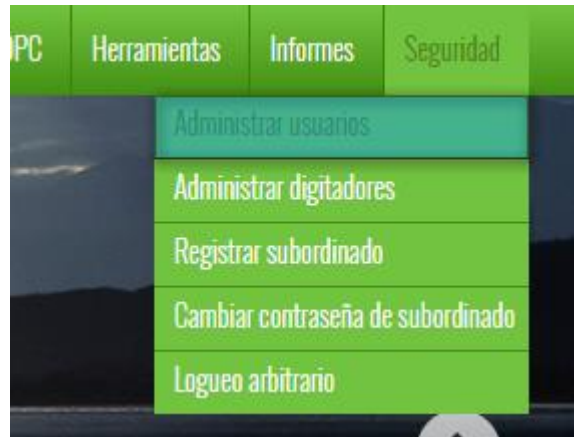 Herramientas Informes Seguridad
Administrar usuarios
Administrar digitadores
Registrar subordinado
Cambiar contraseña de subordinado
Logueo arbitrario